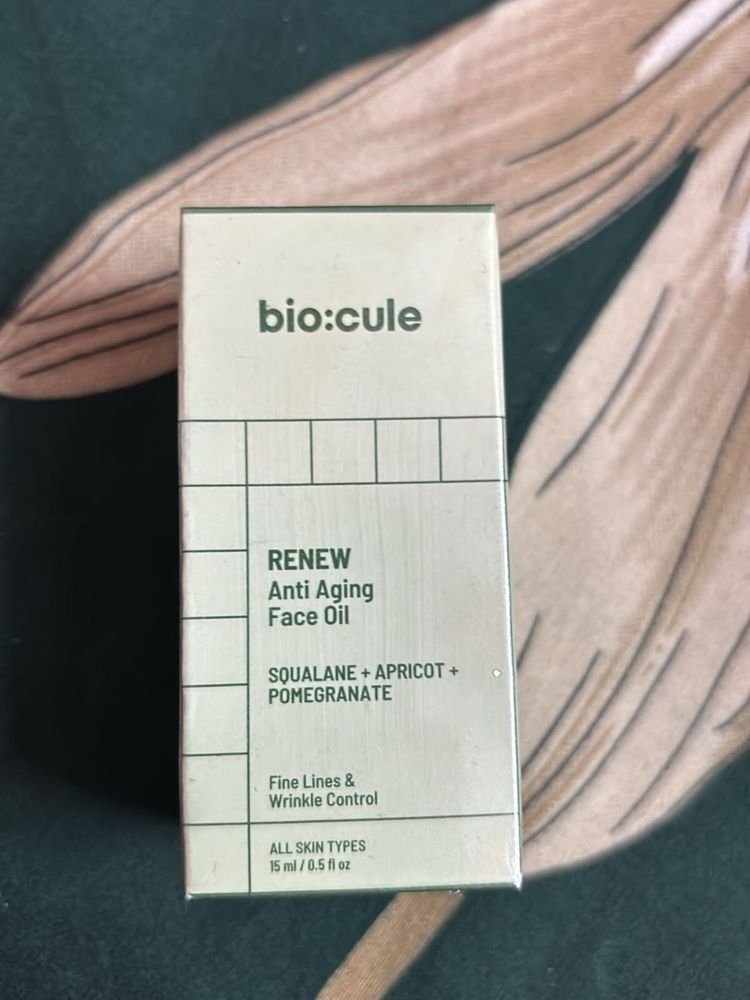 bio:cule
RENEW
Anti Aging
Face Oil
SQUALANE + APRICOT +
POMEGRANATE
Fine Lines &
Wrinkle Control
ALL SKIN TYPES
15 ml / 0.5 fl oz